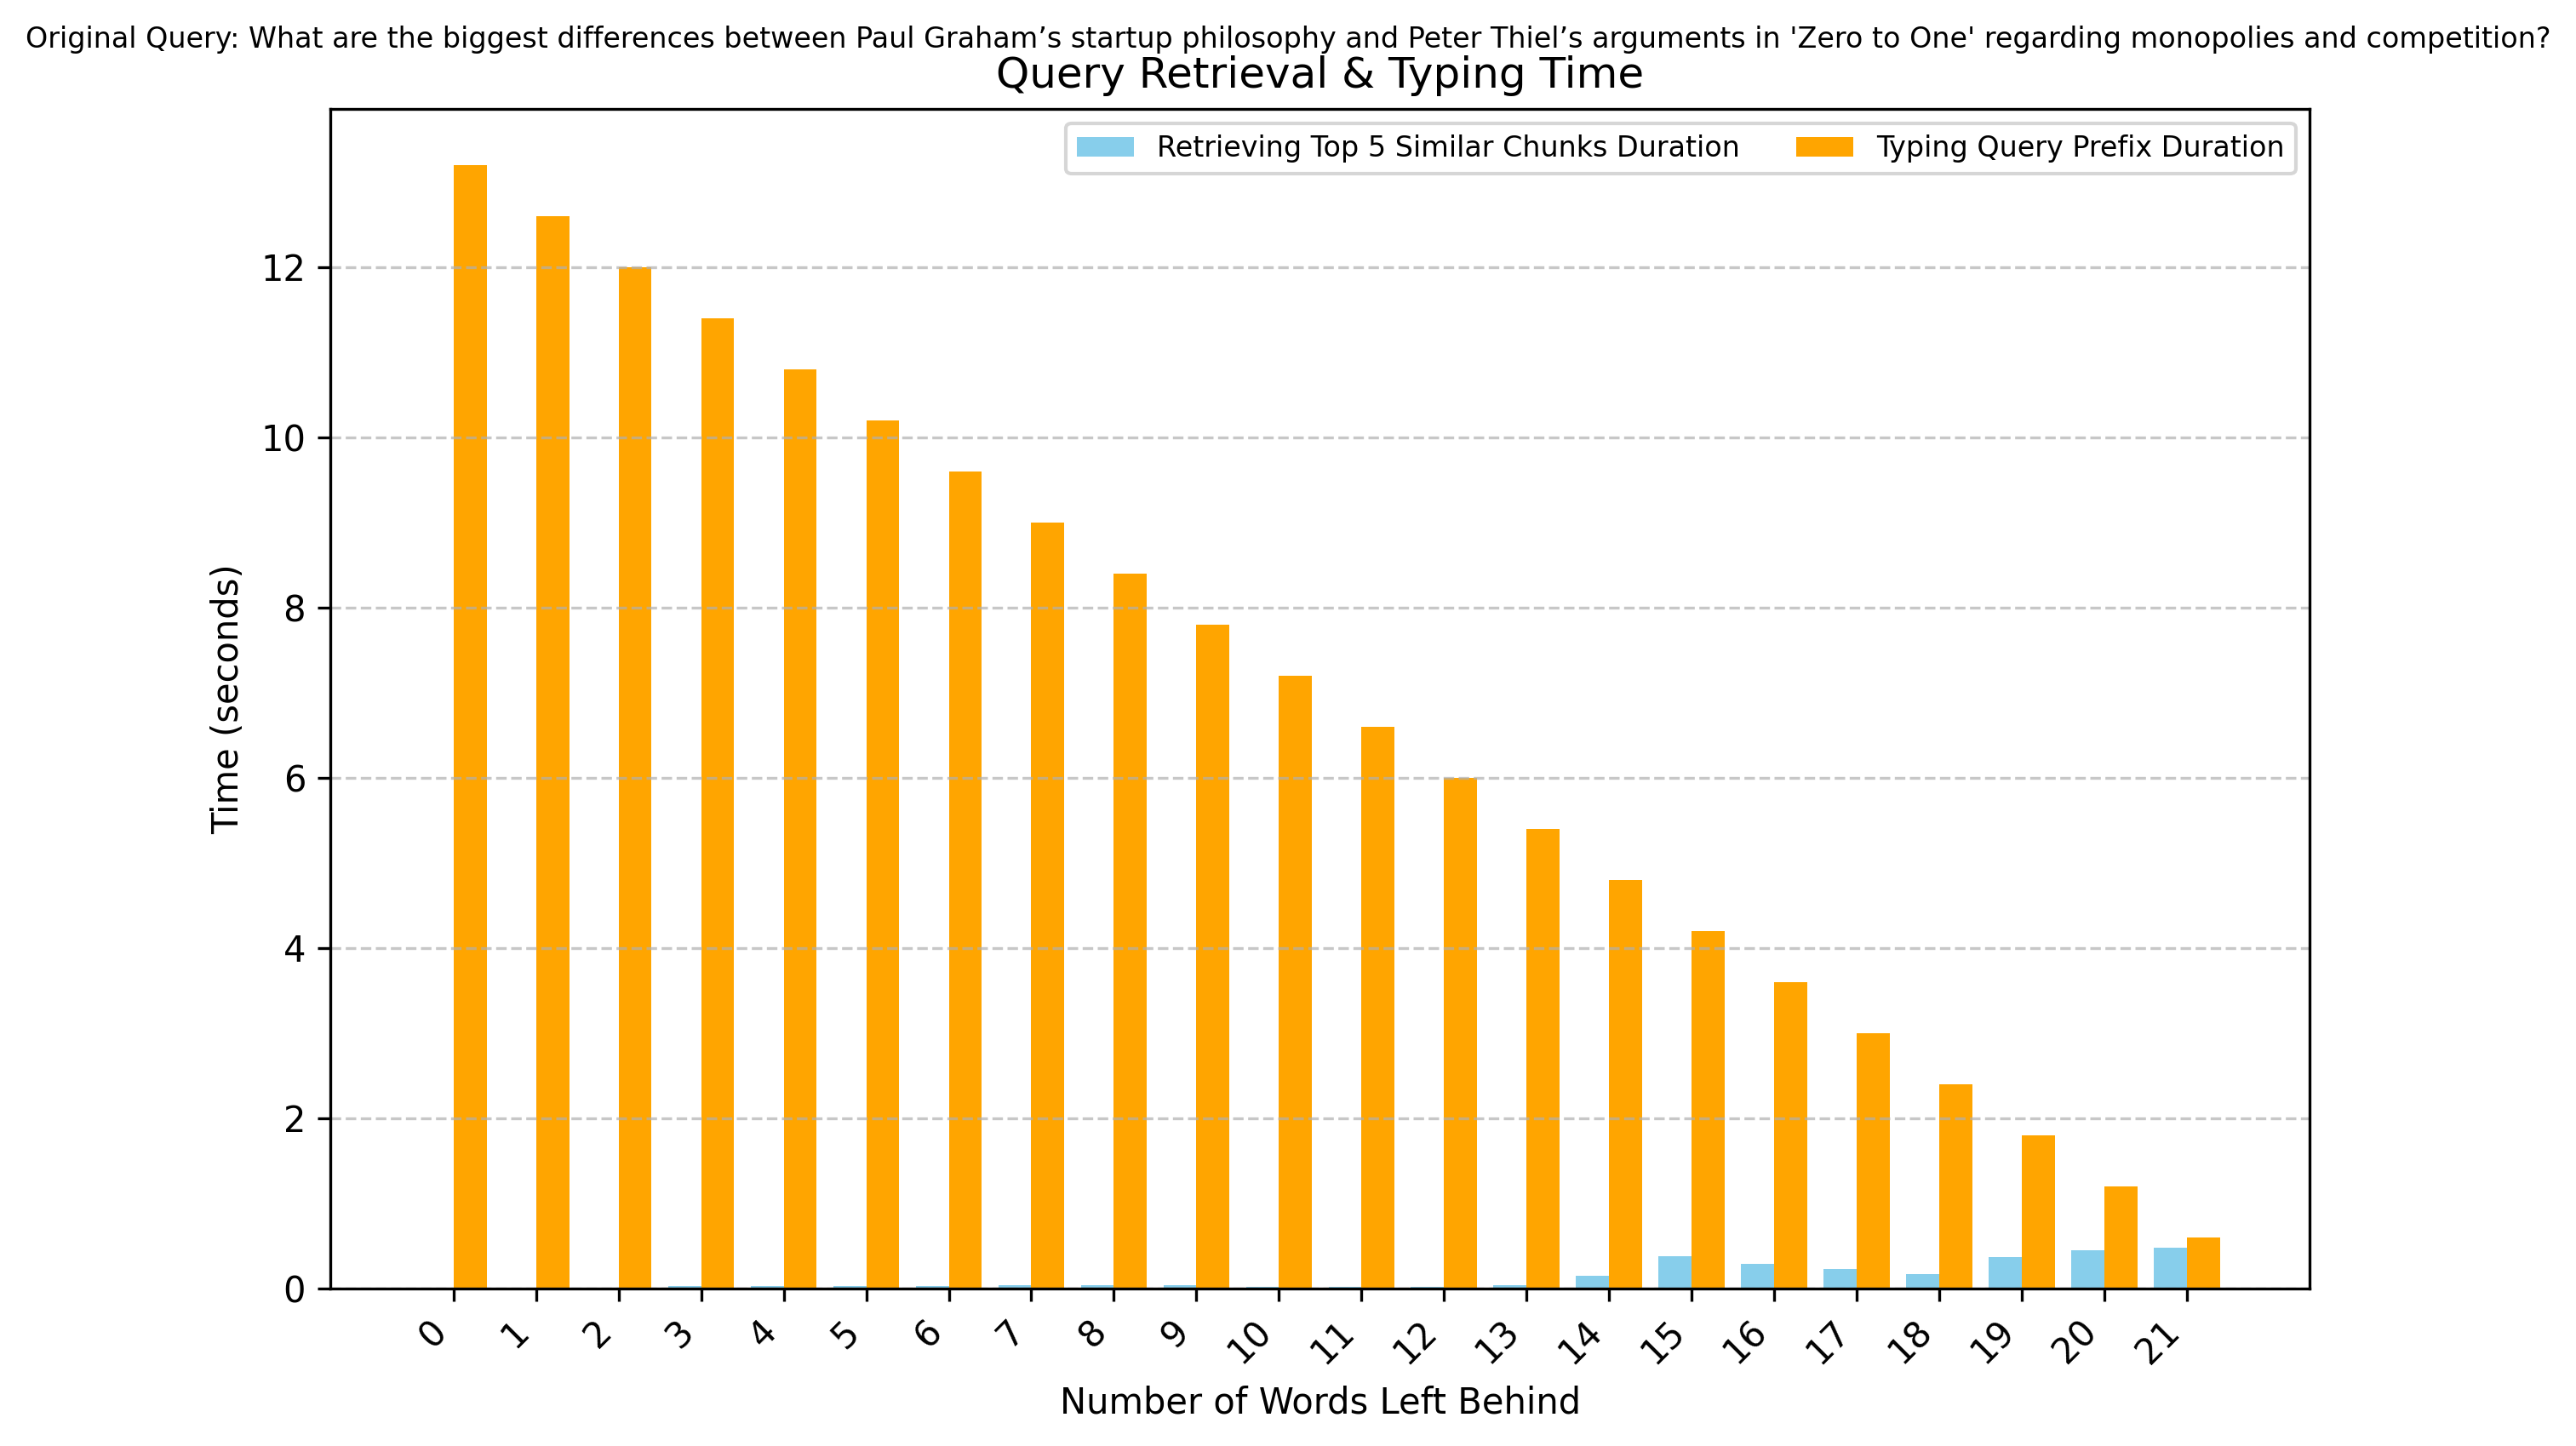 Original Query: What are the biggest differences between Paul Graham’s startup philosophy and Peter Thiel’s arguments in 'Zero to One' regarding monopolies and competition?
Query Retrieval & Typing Time
Retrieving Top 5 Similar Chunks Duration
Typing Query Prefix Duration
Time (seconds)
12
10
8
6
4
2
0
0 1 2 3 4 5 6 7 8 9 10 11 12 13 14 15 16 17 18 19 20 21
Number of Words Left Behind